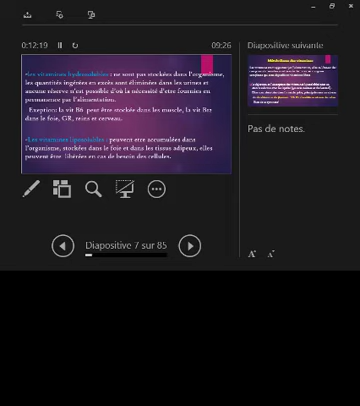 0:12:19
09:26
Diapositive suivante
•Les vitamines hydrosolubles : ne sont pas stockées dans l'organisme,
les quantités ingérées en excès sont éliminées dans les urines et
aucune réserve n'est possible d'où la nécessité d'etre fournies en
permanence par l'alimentation.
Exeption: la vit B6 peut être stockée dans les muscle, la vit B12
dans le foie, GR, reins et cerveau.
•Les vitamines liposolubles : peuvent etre accumulées dans
l'organisme, stockées dans le foie et dans les tissus adipeux, elles
peuvent être libérées en cas de besoin des cellules.
Pas de notes.
Diapositive 7 sur 85
A A